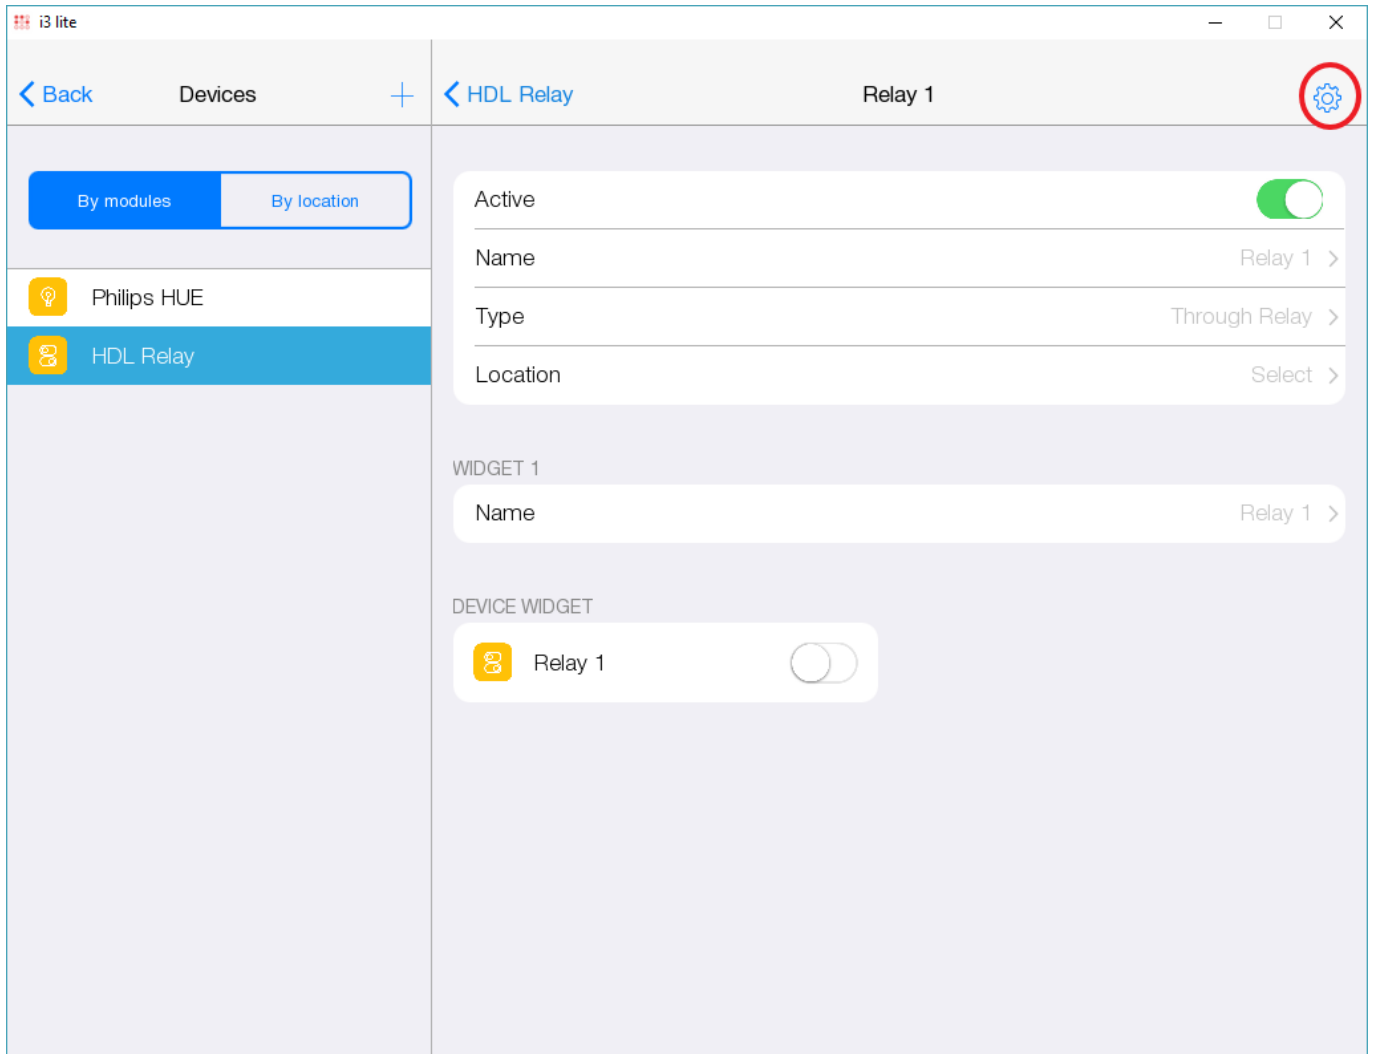 i3 lite
Back
Devices
HDL Relay
Relay 1
By modules
By location
Philips HUE
HDL Relay
Active
Name
Relay 1
Type
Through Relay
Location
Select
WIDGET 1
Name
Relay 1
DEVICE WIDGET
Relay 1